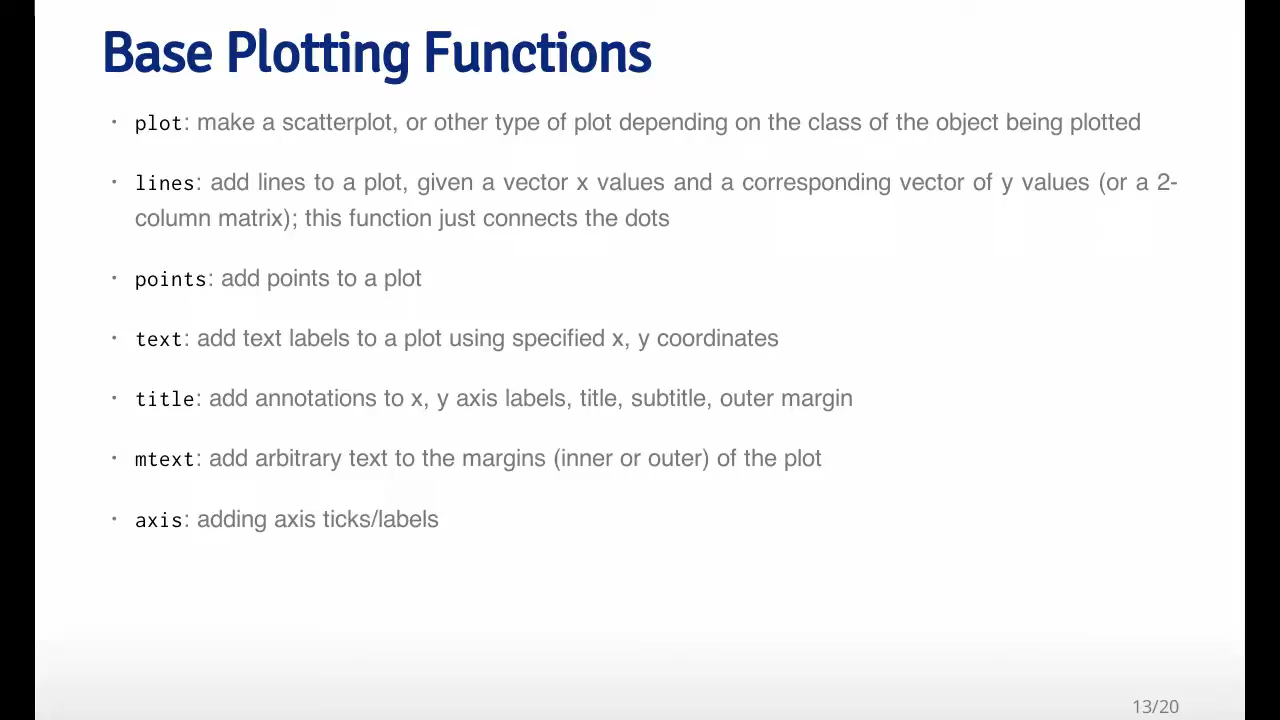 Base Plotting Functions
· plot: make a scatterplot, or other type of plot depending on the class of the object being plotted
· lines: add lines to a plot, given a vector x values and a corresponding vector of y values (or a 2-
column matrix); this function just connects the dots
· points: add points to a plot
· text: add text labels to a plot using specified x, y coordinates
· title: add annotations to x, y axis labels, title, subtitle, outer margin
· mtext: add arbitrary text to the margins (inner or outer) of the plot
· axis: adding axis ticks/labels
13/20